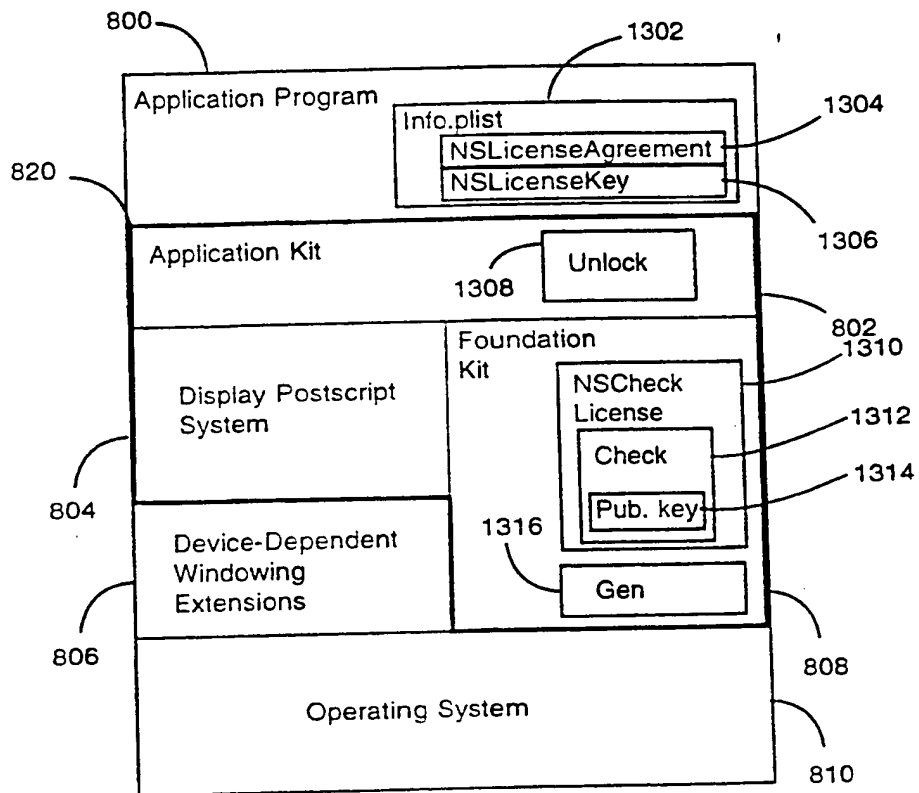 800
1302
Application Program
1304
Info.plist
NSLicenseAgreement
820
NSLicenseKey
1306
Application Kit
Unlock
1308
802
Foundation
Kit
1310
NSCheck
License
Display Postscript
System
1312
Check
1314
Pub. key
804
1316
Device-Dependent
Windowing
Extensions
Gen
806
808
Operating System
810